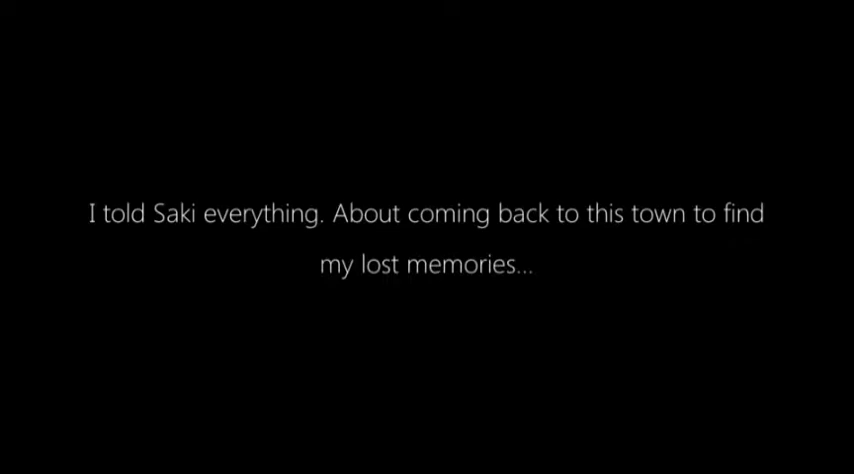 I told Saki everything. About coming back to this town to find
my lost memories...